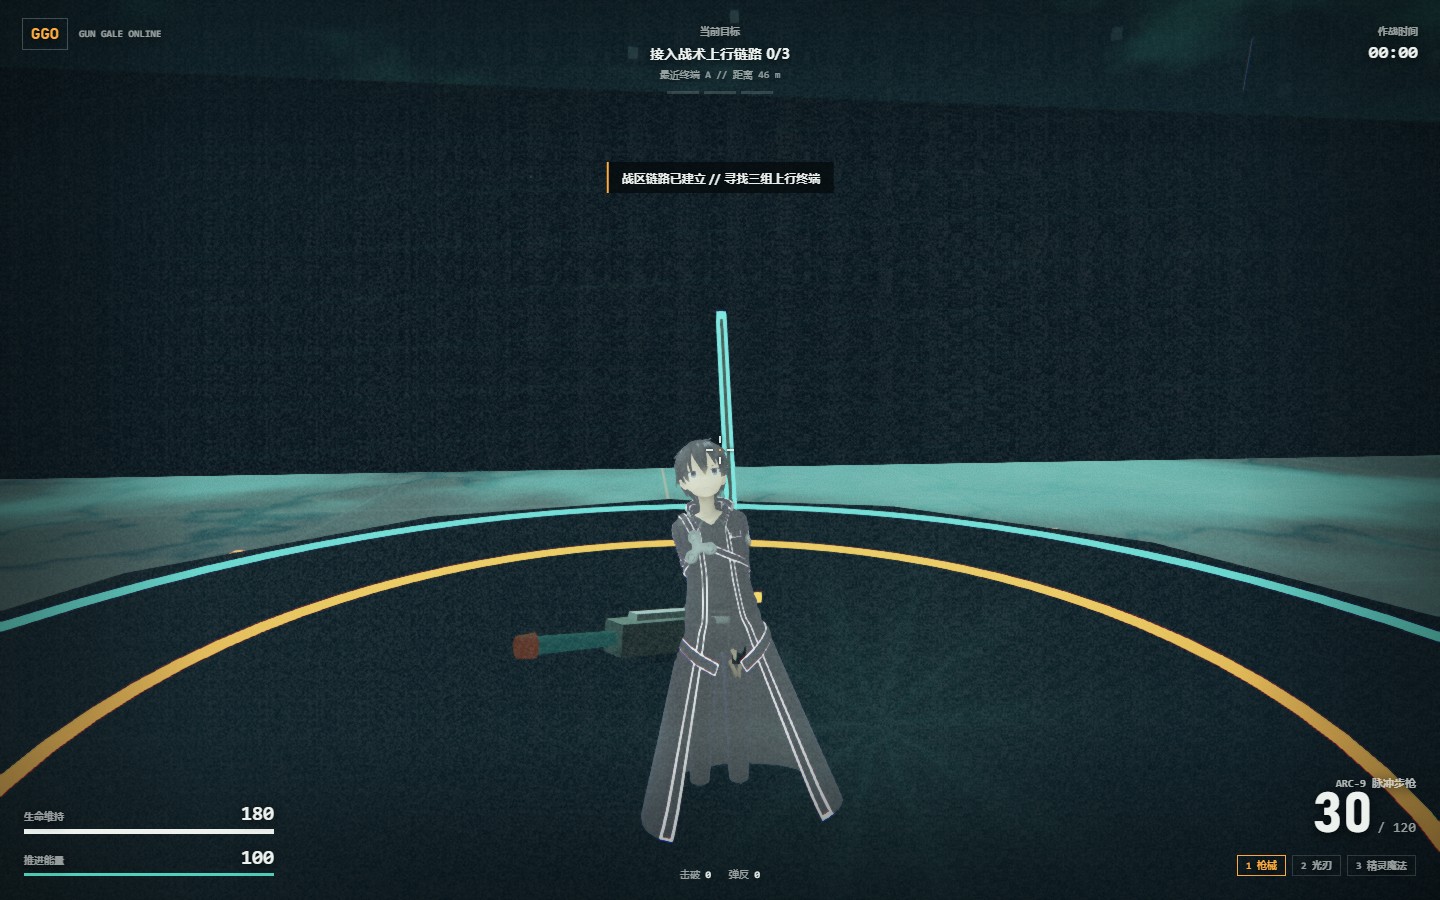 GGO GUN GALE ONLINE
当前目标
接入战术上行链路 0/3
最近终端 A // 距离 46 m
作战时间
00:00
战区链路已建立 // 寻找三组上行终端
生命维持 180
推进能量 100
击破 0 弹反 0
ARC-9 脉冲步枪
30 / 120
1 枪械 2 光刃 3 精灵魔法